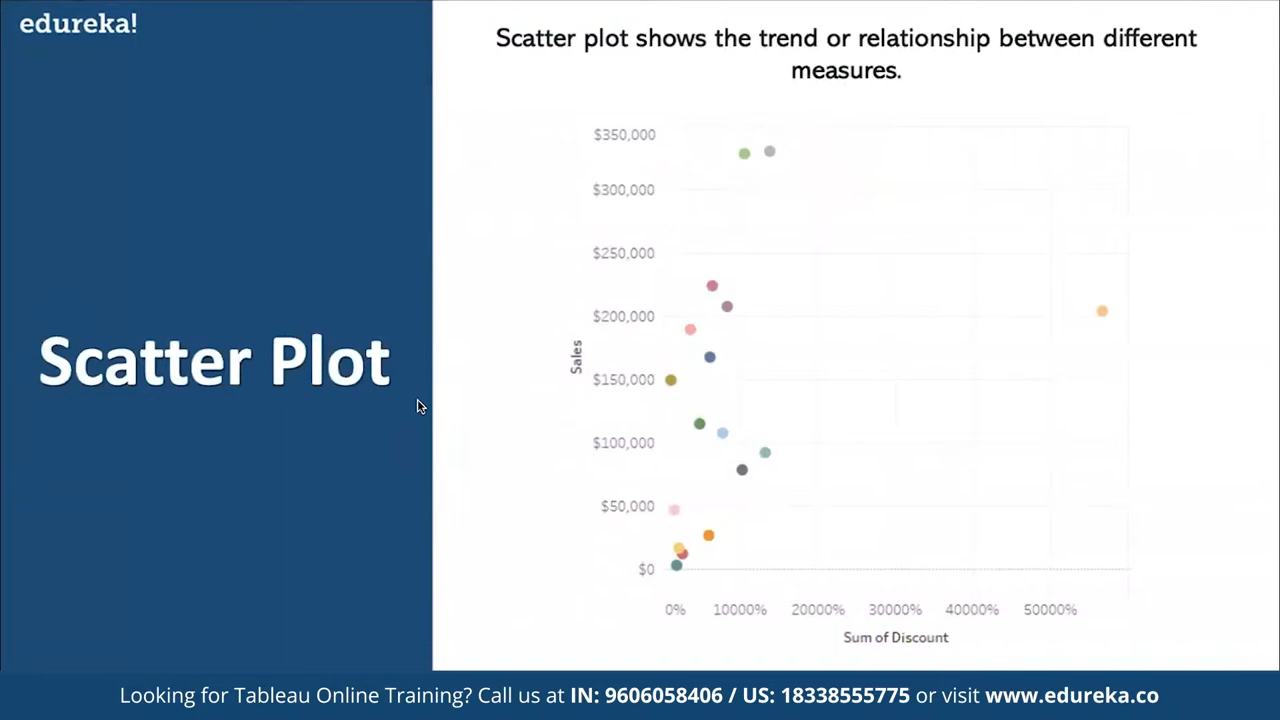 edureka!
Scatter plot shows the trend or relationship between different
measures.
Scatter Plot
$350,000
$300,000
$250,000
$200,000
$150,000
$100,000
$50,000
$0
Sales
0% 10000% 20000% 30000% 40000% 50000%
Sum of Discount
Looking for Tableau Online Training? Call us at IN: 9606058406 / US: 18338555775 or visit www.edureka.co